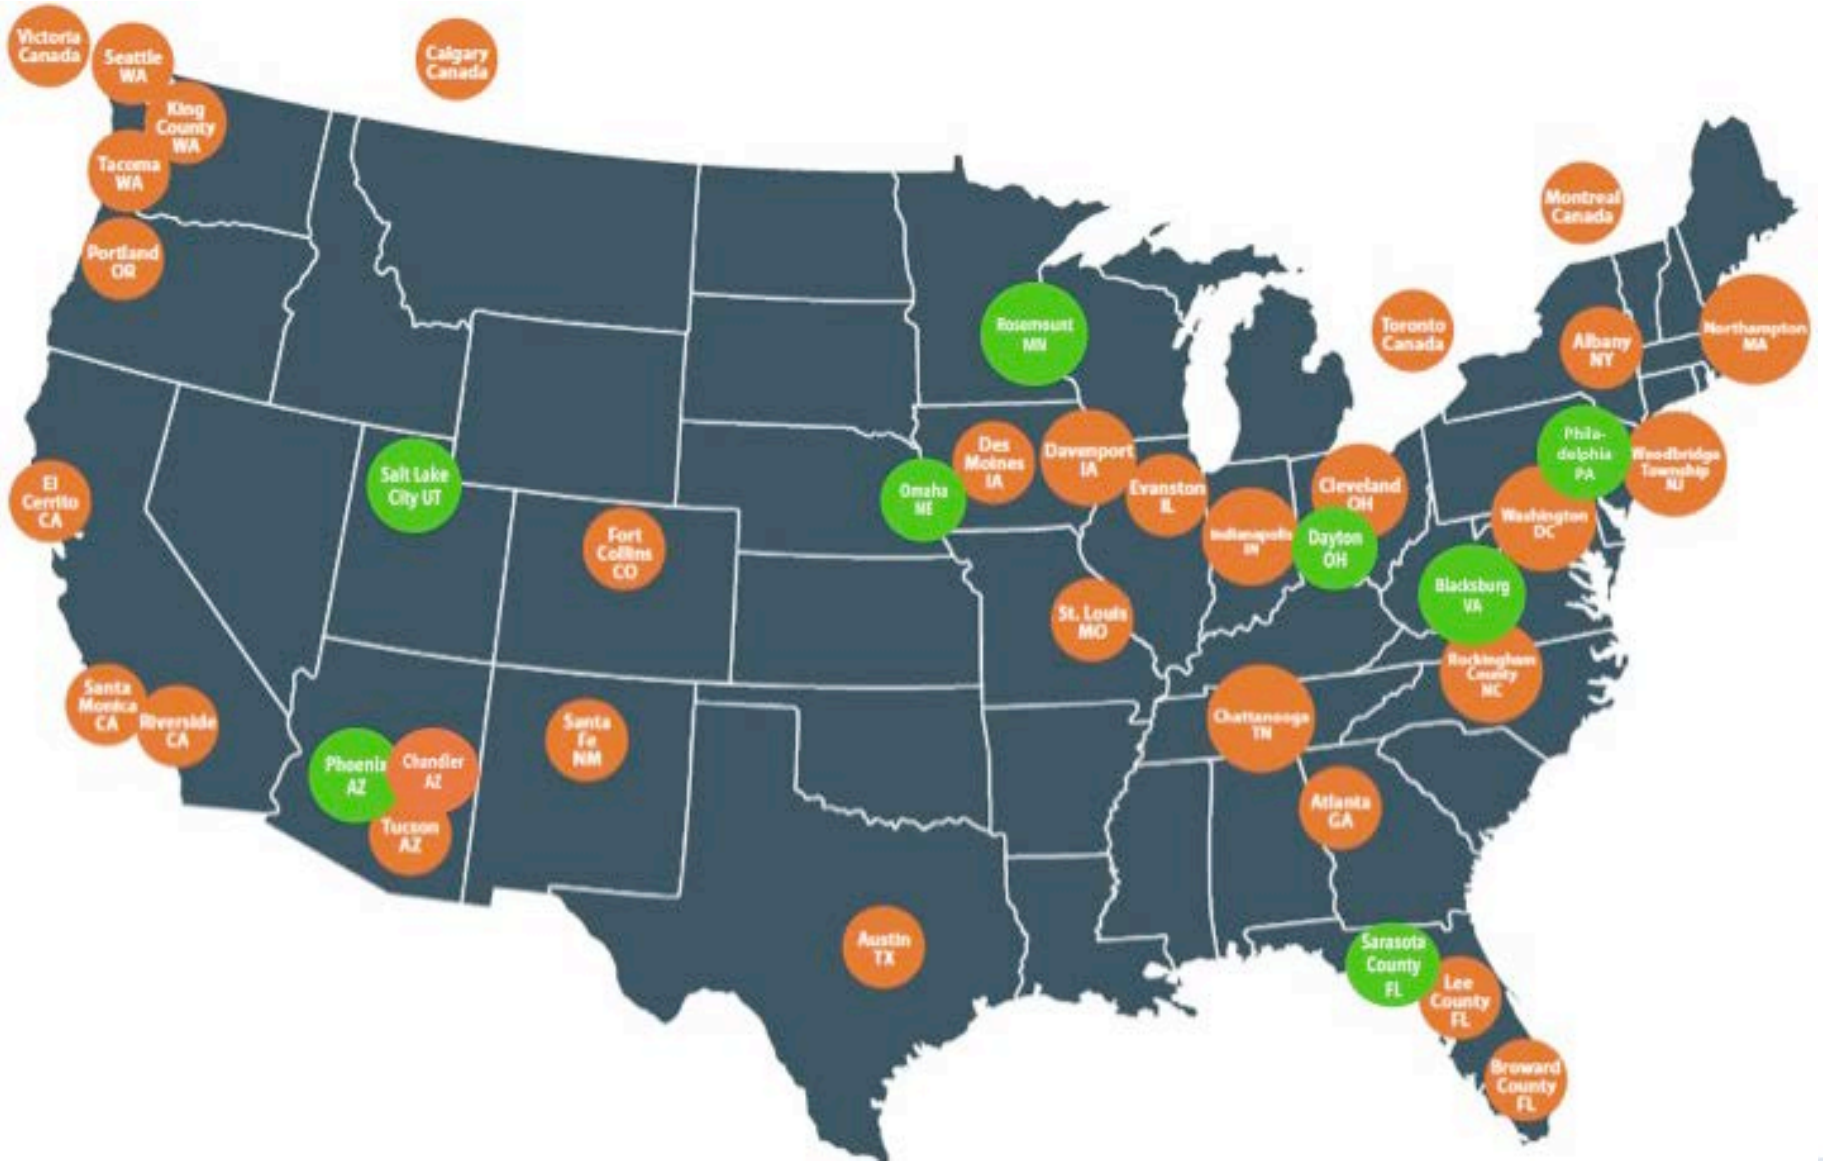 Victoria
Canada
Seattle
WA
King
County
WA
Tacoma
WA
Portland
OR
Calgary
Canada
Montreal
Canada
Toronto
Canada
Albany
NY
Northampton
MA
Rosemount
MN
El
Cerrito
CA
Salt Lake
City UT
Fort
Collins
CO
Omaha
NE
Des
Moines
IA
Davenport
IA
Evanston
IL
Indianapolis
IN
Cleveland
OH
Dayton
OH
Phila-
delphia
PA
Woodbridge
Township
NJ
Washington
DC
Blacksburg
VA
Rockingham
County
NC
St. Louis
MO
Chattanooga
TN
Atlanta
GA
Santa
Monica
CA
Riverside
CA
Phoenix
AZ
Chandler
AZ
Tucson
AZ
Santa
Fe
NM
Austin
TX
Sarasota
County
FL
Lee
County
FL
Broward
County
FL